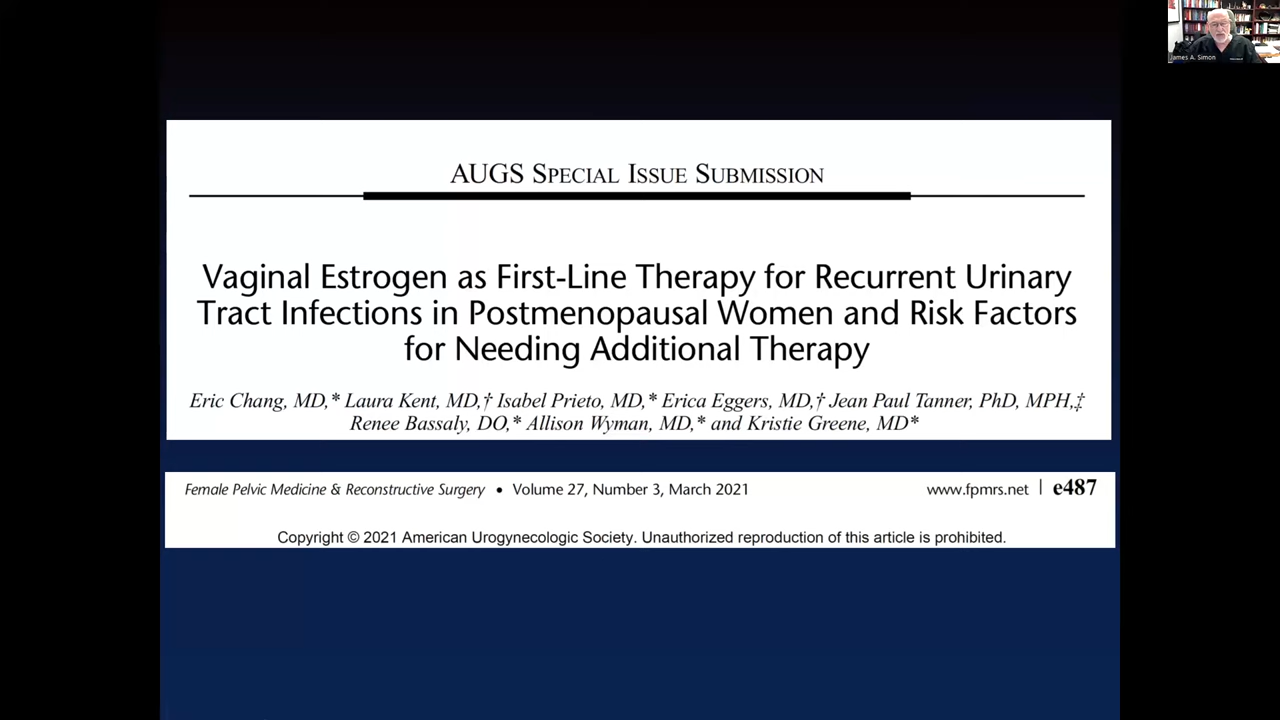 James A. Simon
AUGS SPECIAL ISSUE SUBMISSION
Vaginal Estrogen as First-Line Therapy for Recurrent Urinary
Tract Infections in Postmenopausal Women and Risk Factors
for Needing Additional Therapy
Eric Chang, MD,* Laura Kent, MD,† Isabel Prieto, MD,* Erica Eggers, MD,† Jean Paul Tanner, PhD, MPH,‡
Renee Bassaly, DO,* Allison Wyman, MD,* and Kristie Greene, MD*
Female Pelvic Medicine & Reconstructive Surgery • Volume 27, Number 3, March 2021 www.fpmrs.net | e487
Copyright © 2021 American Urogynecologic Society. Unauthorized reproduction of this article is prohibited.